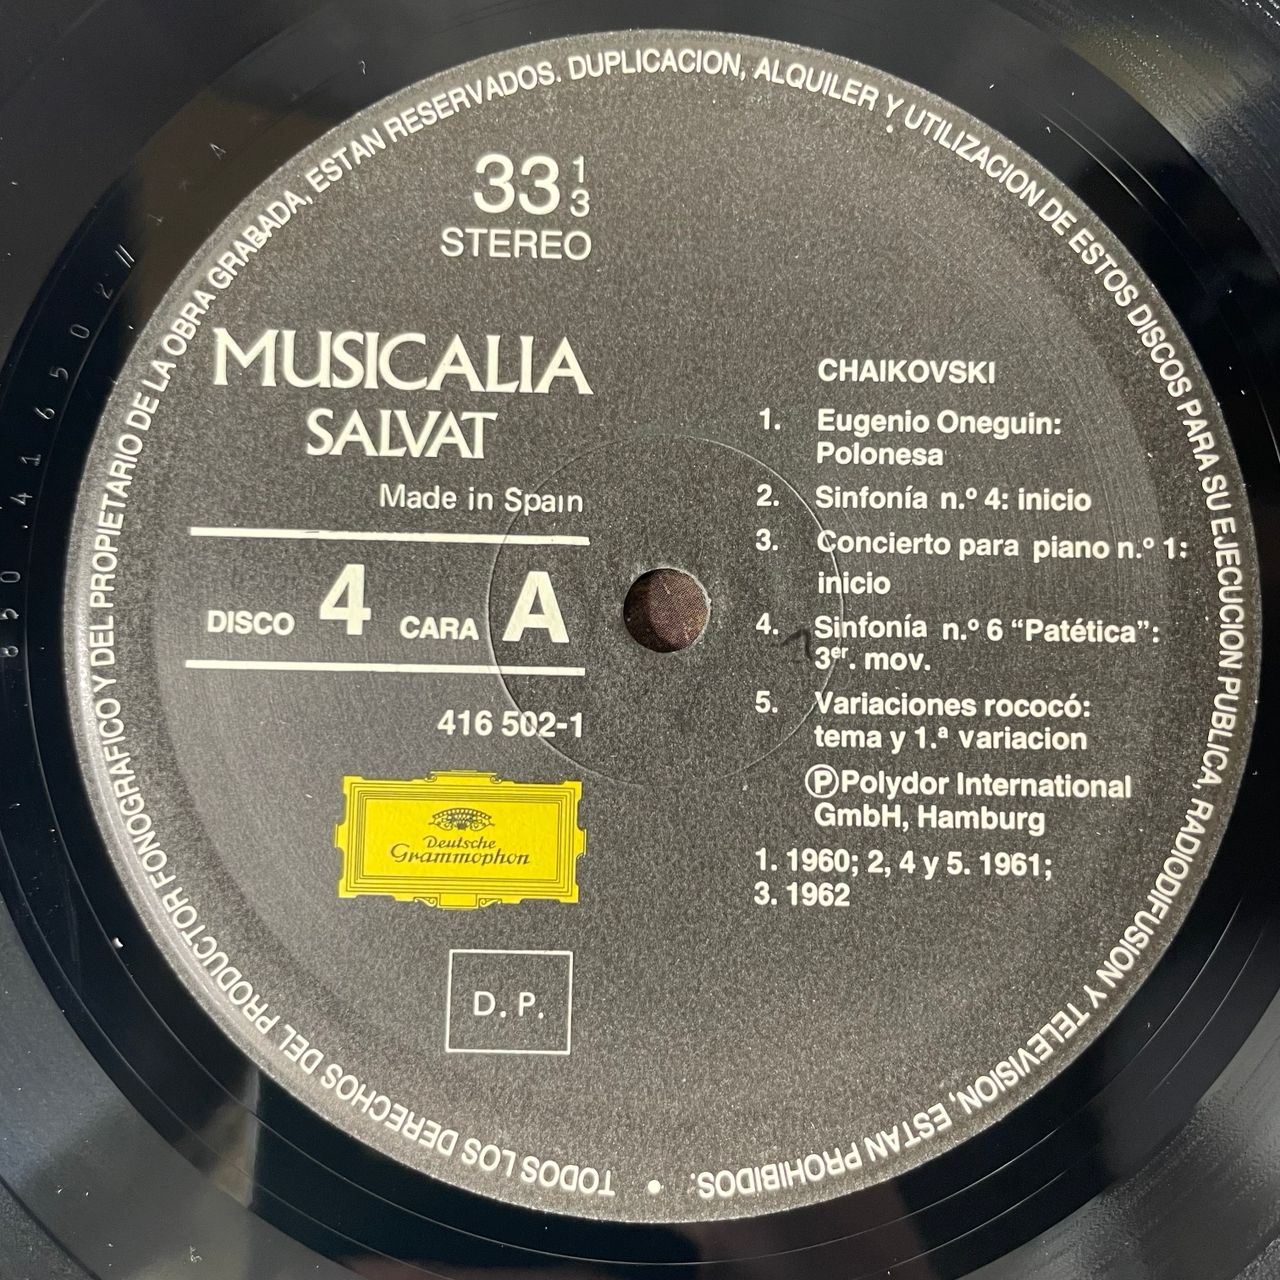 TODOS LOS DERECHOS DEL PRODUCTOR FONOGRAFICO Y DEL PROPIETARIO DE LA OBRA GRABADA, ESTAN RESERVADOS. DUPLICACION, ALQUILER Y UTILIZACION DE ESTOS DISCOS PARA SU EJECUCION PUBLICA, RADIODIFUSION Y TELEVISION, ESTAN PROHIBIDOS. •
33 1/3
STEREO
MUSICALIA
SALVAT
Made in Spain
DISCO 4 CARA A
416 502-1
Deutsche
Grammophon
D. P.
CHAIKOVSKI
1. Eugenio Oneguin:
Polonesa
2. Sinfonía n.º 4: inicio
3. Concierto para piano n.º 1:
inicio
4. Sinfonía n.º 6 “Patética”:
3er. mov.
5. Variaciones rococó:
tema y 1.ª variacion
ⓅPolydor International
GmbH, Hamburg
1. 1960; 2, 4 y 5. 1961;
3. 1962